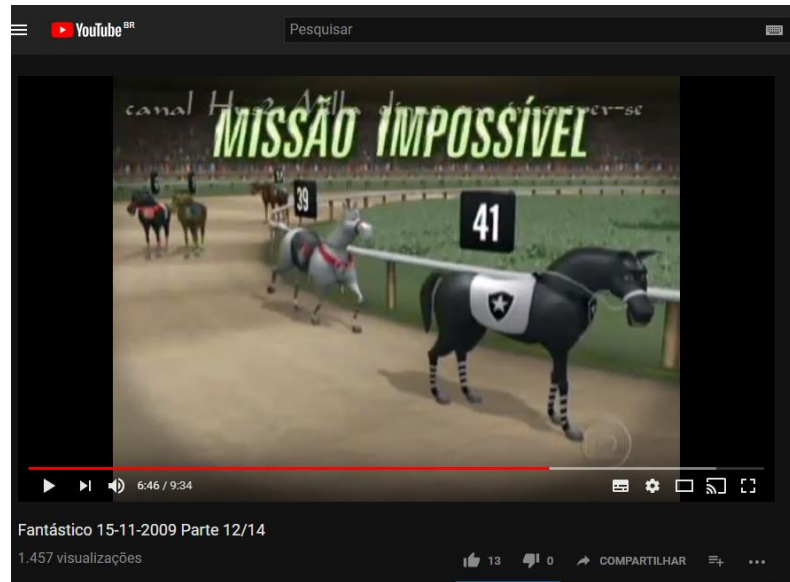 YouTube BR
Pesquisar
canal
MISSÃO IMPOSSÍVEL
39
41
6:46 / 9:34
Fantástico 15-11-2009 Parte 12/14
1.457 visualizações
13
0
COMPARTILHAR